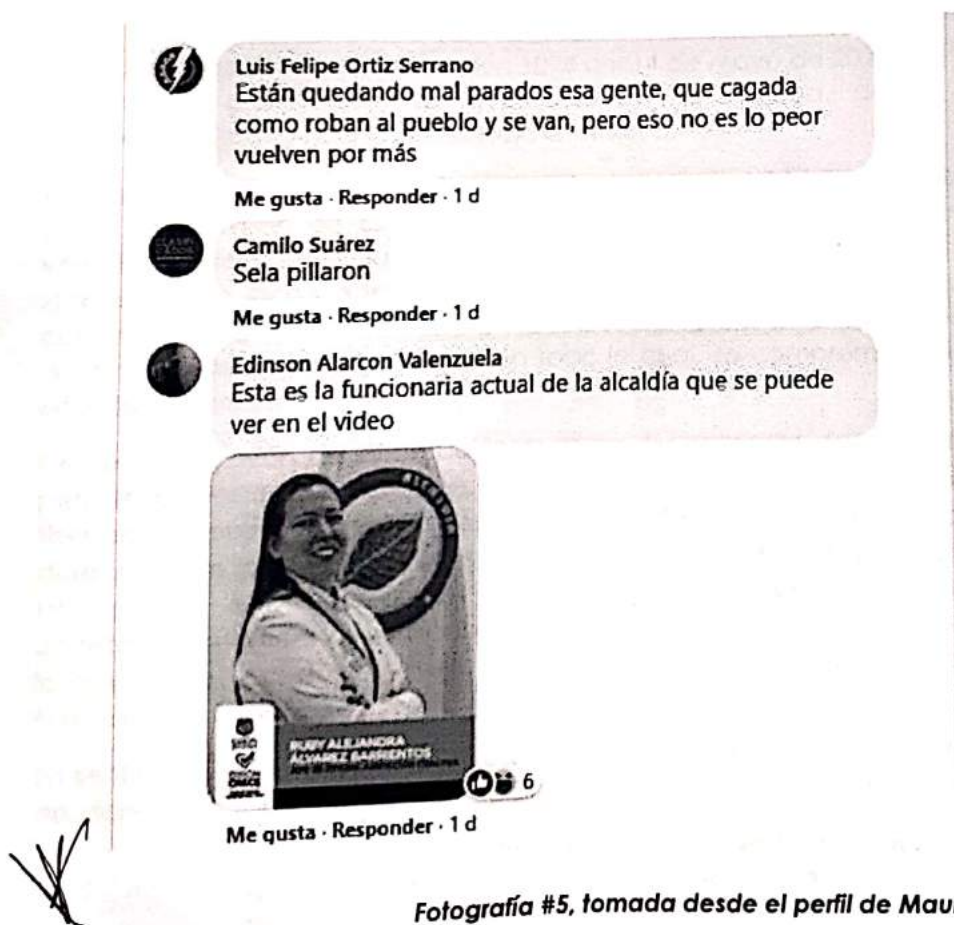 Luis Felipe Ortiz Serrano
Están quedando mal parados esa gente, que cagada
como roban al pueblo y se van, pero eso no es lo peor
vuelven por más
Me gusta · Responder · 1 d
Camilo Suárez
Sela pillaron
Me gusta · Responder · 1 d
Edinson Alarcon Valenzuela
Esta es la funcionaria actual de la alcaldía que se puede
ver en el video
RUBY ALEJANDRA
ÁLVAREZ BARRIENTOS
6
Me gusta · Responder · 1 d
Fotografía #5, tomada desde el perfil de Mau